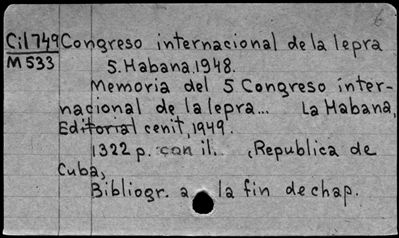 6
Cil749 Congreso internacional de la lepra
M533 5. Habana.1948.
Memoria del 5 Congreso inter-
nacional de la lepra... La Habana,
Editorial cenit, 1949.
1322 p. con il. , Republica de
Cuba,
Bibliogr. a la fin de chap.